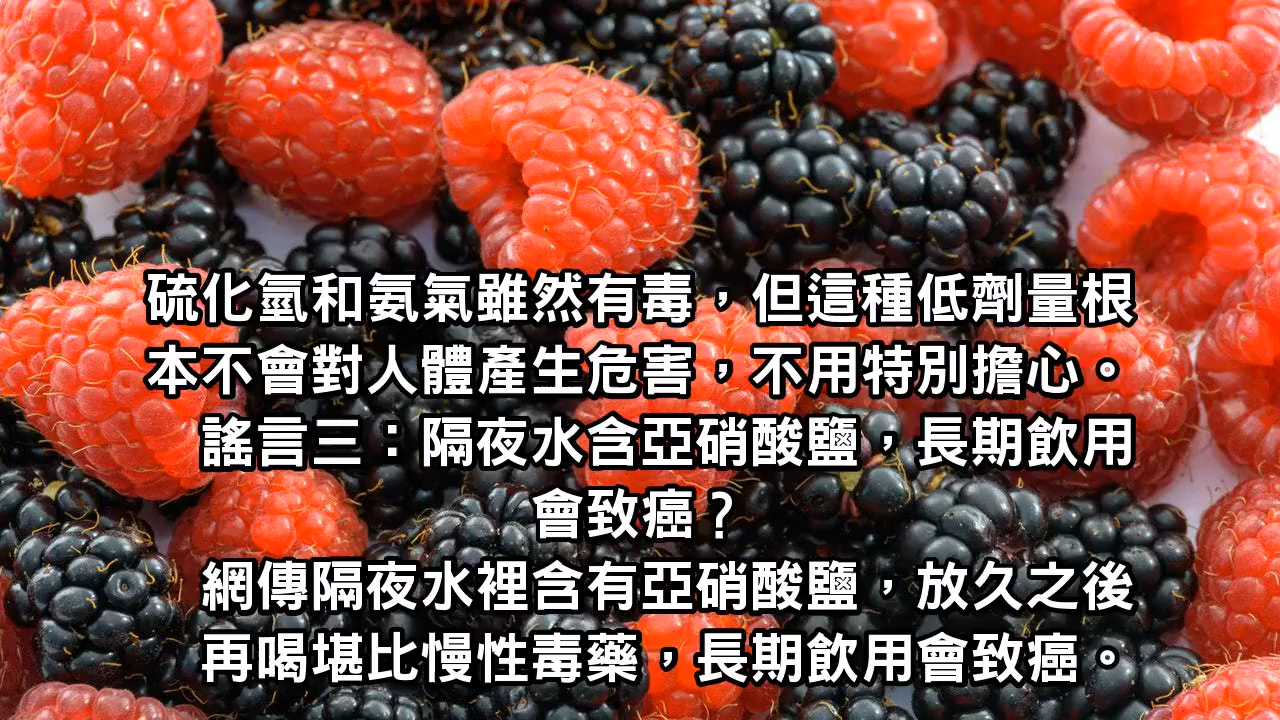 硫化氫和氨氣雖然有毒，但這種低劑量根
本不會對人體產生危害，不用特別擔心。
謠言三：隔夜水含亞硝酸鹽，長期飲用
會致癌？
網傳隔夜水裡含有亞硝酸鹽，放久之後
再喝堪比慢性毒藥，長期飲用會致癌。